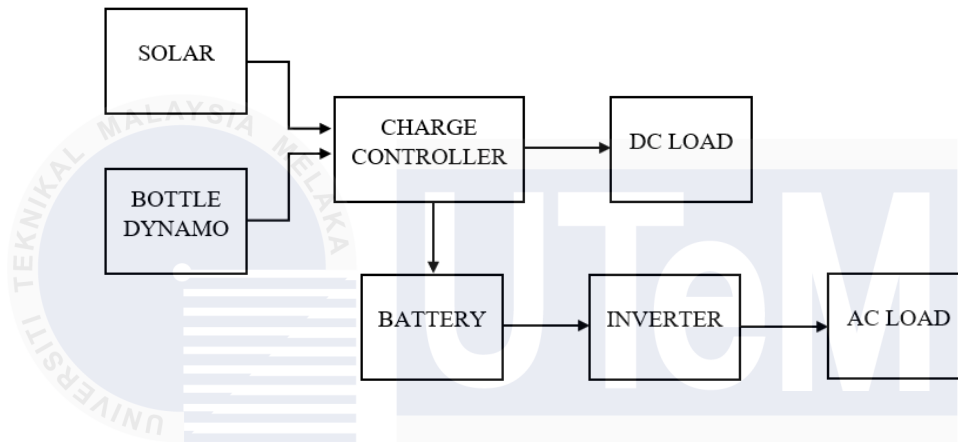 SOLAR
BOTTLE
DYNAMO
CHARGE
CONTROLLER
DC LOAD
BATTERY
INVERTER
AC LOAD
UNIVERSITI TEKNIKAL MALAYSIA MELAKA
UTeM